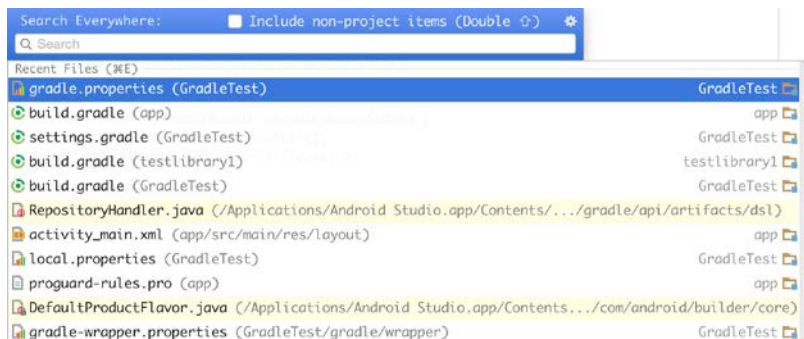 Search Everywhere: Include non-project items (Double ⇧)
Search
Recent Files (⌘E)
gradle.properties (GradleTest) GradleTest
build.gradle (app) app
settings.gradle (GradleTest) GradleTest
build.gradle (testlibrary1) testlibrary1
build.gradle (GradleTest) GradleTest
RepositoryHandler.java (/Applications/Android Studio.app/Contents/.../gradle/api/artifacts/dsl)
activity_main.xml (app/src/main/res/layout) app
local.properties (GradleTest) GradleTest
proguard-rules.pro (app) app
DefaultProductFlavor.java (/Applications/Android Studio.app/Contents.../com/android/builder/core)
gradle-wrapper.properties (GradleTest/gradle/wrapper) GradleTest